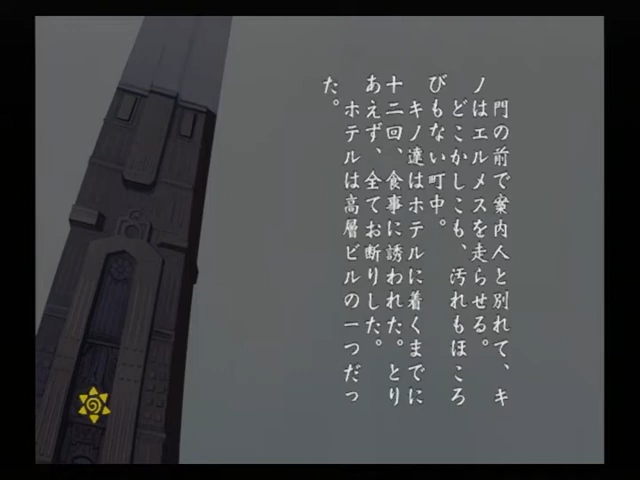 門の前で案内人と別れて、キ
ノはエルメスを走らせる。
　どこかしこも、汚れもほころ
びもない町中。
　キノ達はホテルに着くまでに
十二回、食事に誘われた。とり
あえず、全てお断りした。
　ホテルは高層ビルの一つだっ
た。